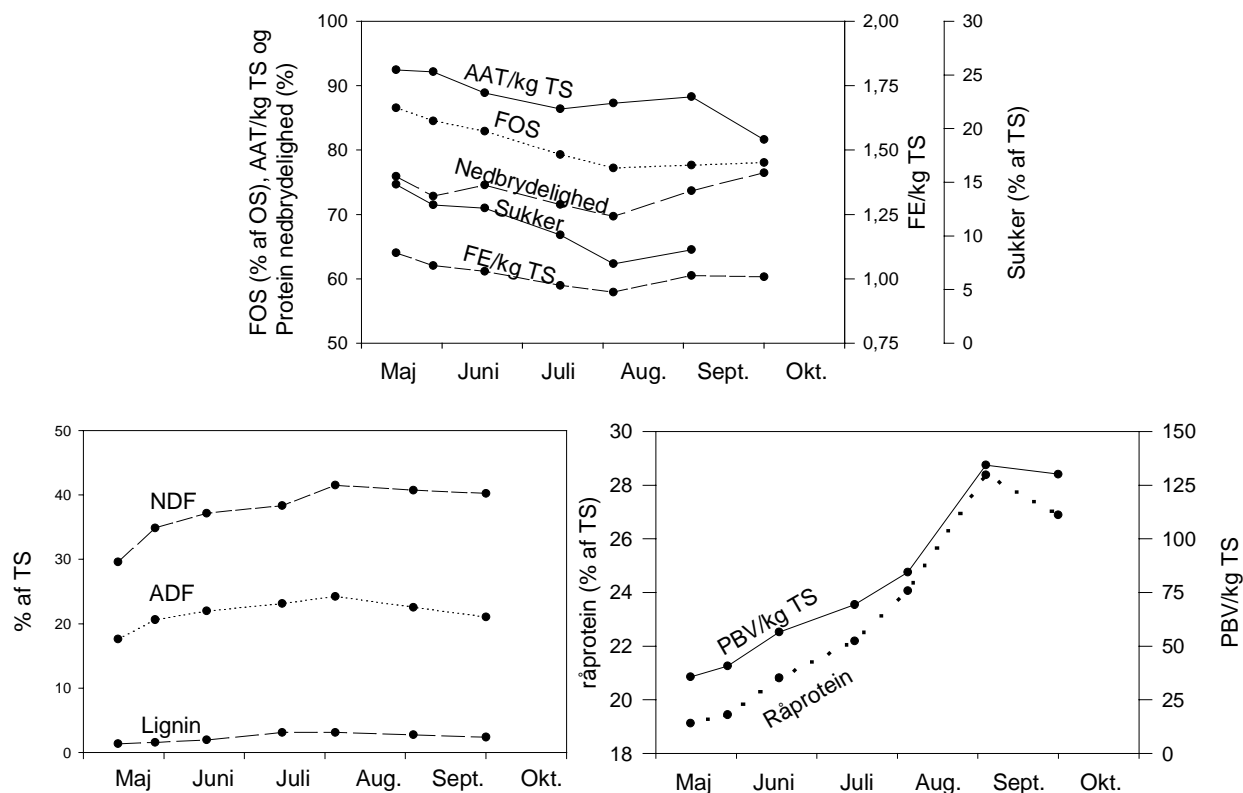 FOS (% af OS), AAT/kg TS og
Protein nedbrydelighed (%)
100
90
80
70
60
50
AAT/kg TS
FOS
Nedbrydelighed
Sukker
FE/kg TS
Maj Juni Juli Aug. Sept. Okt.
2,00
1,75
1,50
1,25
1,00
0,75
FE/kg TS
30
25
20
15
10
5
0
Sukker (% af TS)
% af TS
50
40
30
20
10
0
NDF
ADF
Lignin
Maj Juni Juli Aug. Sept. Okt.
råprotein (% af TS)
30
28
26
24
22
20
18
PBV/kg TS
Råprotein
Maj Juni Juli Aug. Sept. Okt.
150
125
100
75
50
25
0
PBV/kg TS